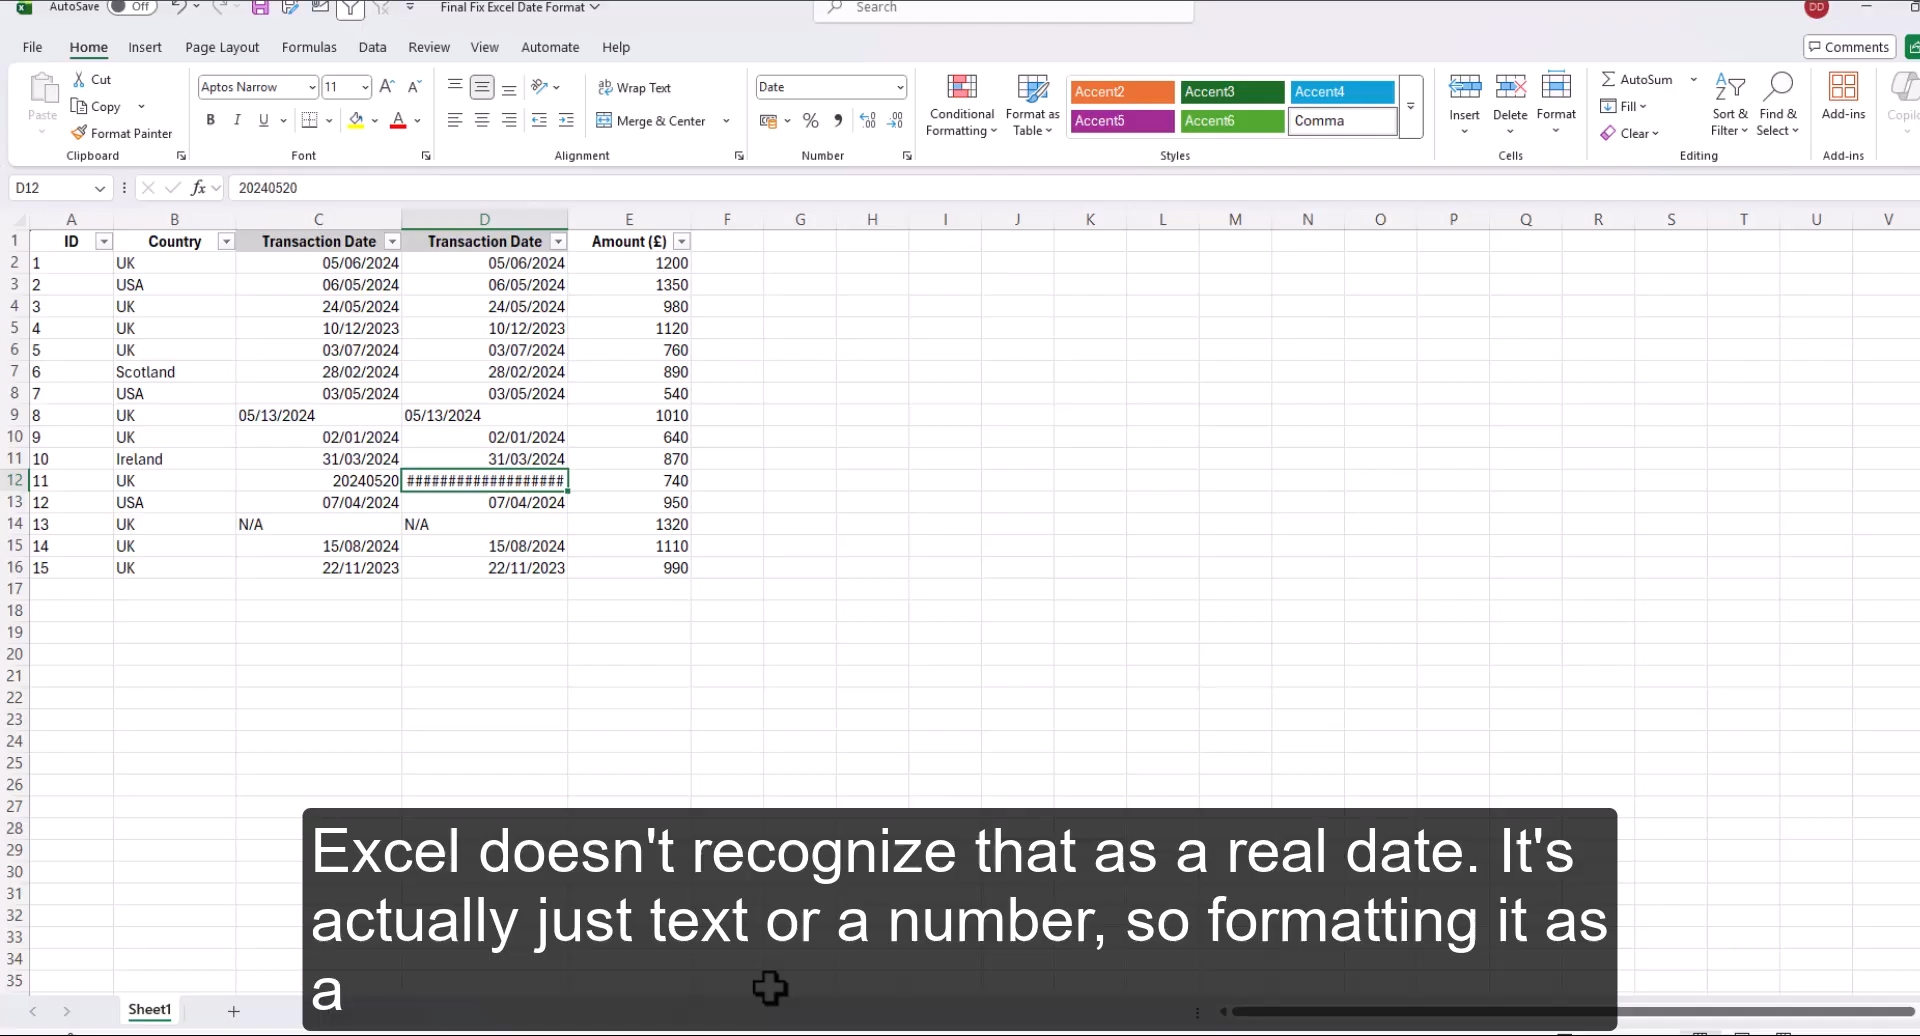 AutoSave Off Final Fix Excel Date Format Search DD
File Home Insert Page Layout Formulas Data Review View Automate Help Comments
Paste Cut Copy Format Painter
Clipboard
Aptos Narrow 11
B I U A
Font
Wrap Text
Merge & Center
Alignment
Date
% 
Number
Conditional Formatting Format as Table
Accent2 Accent3 Accent4
Accent5 Accent6 Comma
Styles
Insert Delete Format
Cells
AutoSum
Fill
Clear
Sort & Filter Find & Select
Editing
Add-ins
Add-ins
D12 fx 20240520
A B C D E F G H I J K L M N O P Q R S T U V
1 ID Country Transaction Date Transaction Date Amount (£)
2 1 UK 05/06/2024 05/06/2024 1200
3 2 USA 06/05/2024 06/05/2024 1350
4 3 UK 24/05/2024 24/05/2024 980
5 4 UK 10/12/2023 10/12/2023 1120
6 5 UK 03/07/2024 03/07/2024 760
7 6 Scotland 28/02/2024 28/02/2024 890
8 7 USA 03/05/2024 03/05/2024 540
9 8 UK 05/13/2024 05/13/2024 1010
10 9 UK 02/01/2024 02/01/2024 640
11 10 Ireland 31/03/2024 31/03/2024 870
12 11 UK 20240520 ################### 740
13 12 USA 07/04/2024 07/04/2024 950
14 13 UK N/A N/A 1320
15 14 UK 15/08/2024 15/08/2024 1110
16 15 UK 22/11/2023 22/11/2023 990
17
18
19
20
21
22
23
24
25
26
27
28
29
30
31
32
33
34
35
Excel doesn't recognize that as a real date. It's
actually just text or a number, so formatting it as
a
Sheet1